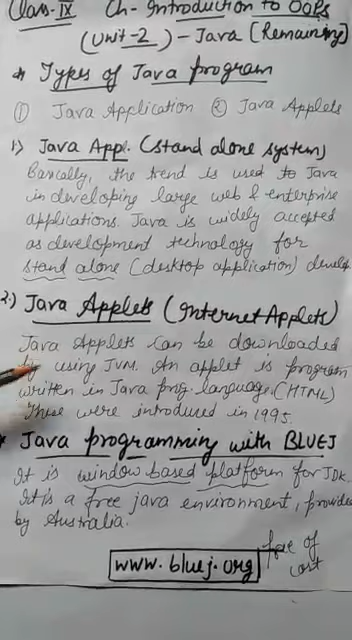 Class-IX Ch- Introduction to OOPs
(Unit-2) - Java [Remaining]
* Types of Java program
① Java Application ② Java Applets
1) Java Appl. (Stand alone system)
Basically, the trend is used to Java
in developing large web & enterprise
applications. Java is widely accepted
as development technology for
stand alone (desktop application) develop
2.) Java Applets (Internet Applets)
Java Applets can be downloaded
using JVM. An applet is program
written in Java prog. language. (HTML)
These were introduced in 1995.
* Java programming with BLUEJ
It is window based platform for JDK.
It is a free java environment, provided
by Australia.
www.bluej.org free of
cost